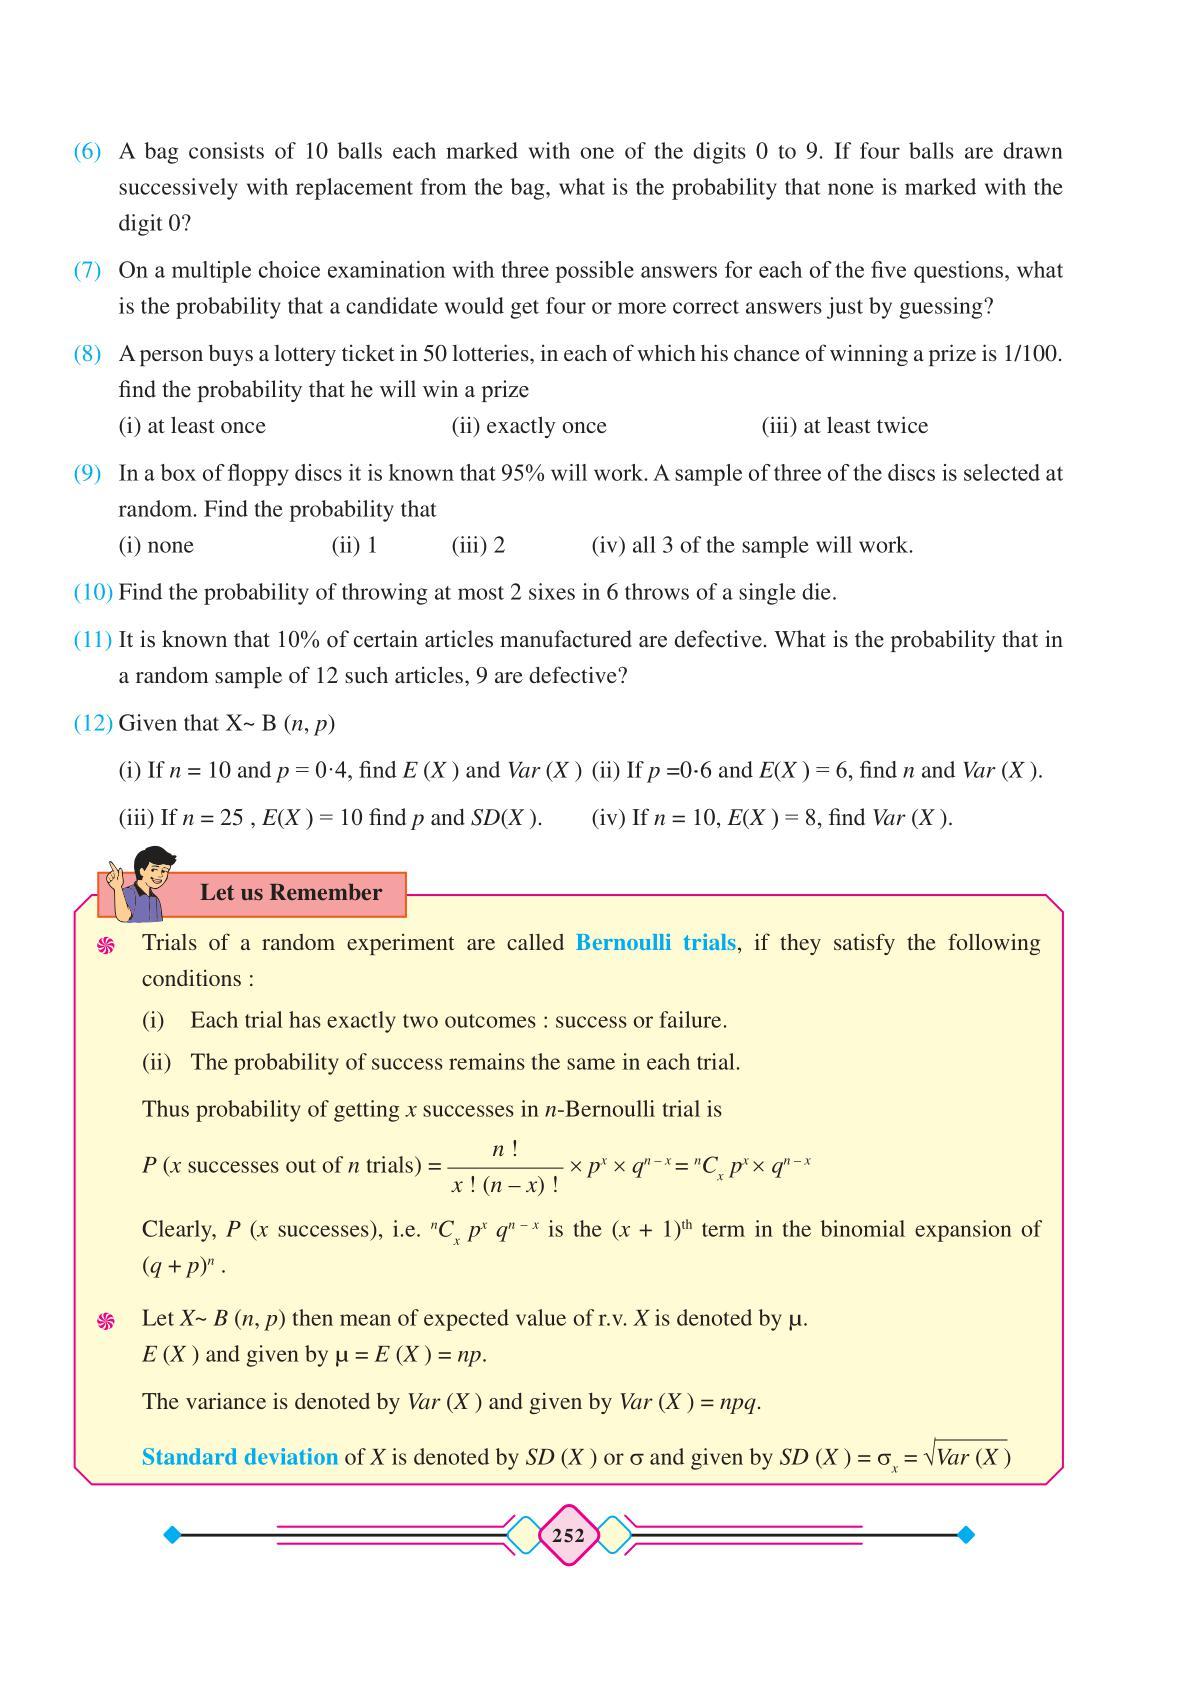 (6) A bag consists of 10 balls each marked with one of the digits 0 to 9. If four balls are drawn
successively with replacement from the bag, what is the probability that none is marked with the
digit 0?
(7) On a multiple choice examination with three possible answers for each of the five questions, what
is the probability that a candidate would get four or more correct answers just by guessing?
(8) A person buys a lottery ticket in 50 lotteries, in each of which his chance of winning a prize is 1/100.
find the probability that he will win a prize
(i) at least once (ii) exactly once (iii) at least twice
(9) In a box of floppy discs it is known that 95% will work. A sample of three of the discs is selected at
random. Find the probability that
(i) none (ii) 1 (iii) 2 (iv) all 3 of the sample will work.
(10) Find the probability of throwing at most 2 sixes in 6 throws of a single die.
(11) It is known that 10% of certain articles manufactured are defective. What is the probability that in
a random sample of 12 such articles, 9 are defective?
(12) Given that X~ B (n, p)
(i) If n = 10 and p = 0·4, find E (X ) and Var (X ) (ii) If p =0·6 and E(X ) = 6, find n and Var (X ).
(iii) If n = 25 , E(X ) = 10 find p and SD(X ). (iv) If n = 10, E(X ) = 8, find Var (X ).
Let us Remember
Trials of a random experiment are called Bernoulli trials, if they satisfy the following
conditions :
(i) Each trial has exactly two outcomes : success or failure.
(ii) The probability of success remains the same in each trial.
Thus probability of getting x successes in n-Bernoulli trial is
P (x successes out of n trials) = n ! / x ! (n – x) ! × pˣ × qⁿ⁻ˣ = ⁿCₓ pˣ × qⁿ⁻ˣ
Clearly, P (x successes), i.e. ⁿCₓ pˣ qⁿ⁻ˣ is the (x + 1)ᵗʰ term in the binomial expansion of
(q + p)ⁿ .
Let X~ B (n, p) then mean of expected value of r.v. X is denoted by μ.
E (X ) and given by μ = E (X ) = np.
The variance is denoted by Var (X ) and given by Var (X ) = npq.
Standard deviation of X is denoted by SD (X ) or σ and given by SD (X ) = σₓ = √Var (X )
252